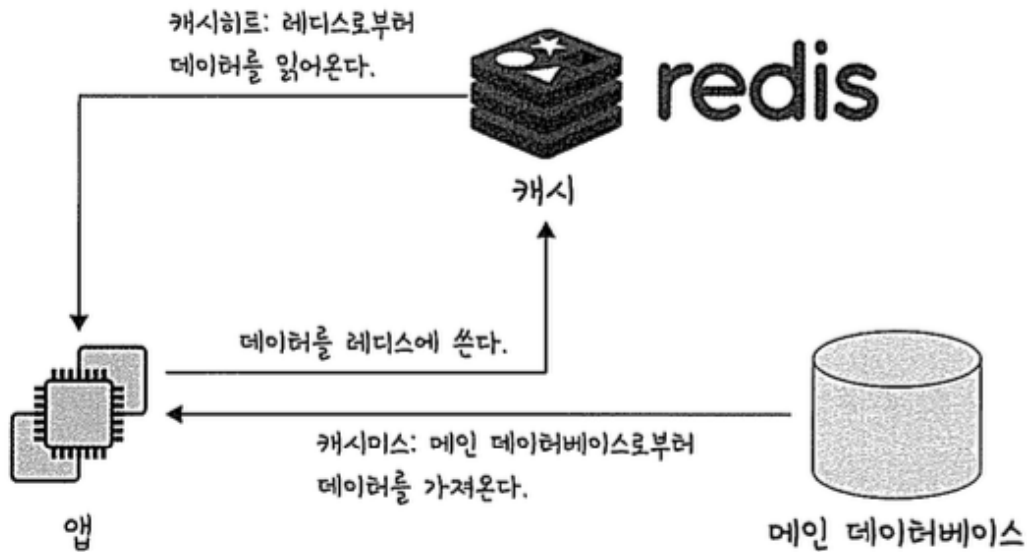 캐시히트: 레디스로부터
데이터를 읽어온다.
redis
캐시
데이터를 레디스에 쓴다.
캐시미스: 메인 데이터베이스로부터
데이터를 가져온다.
앱
메인 데이터베이스